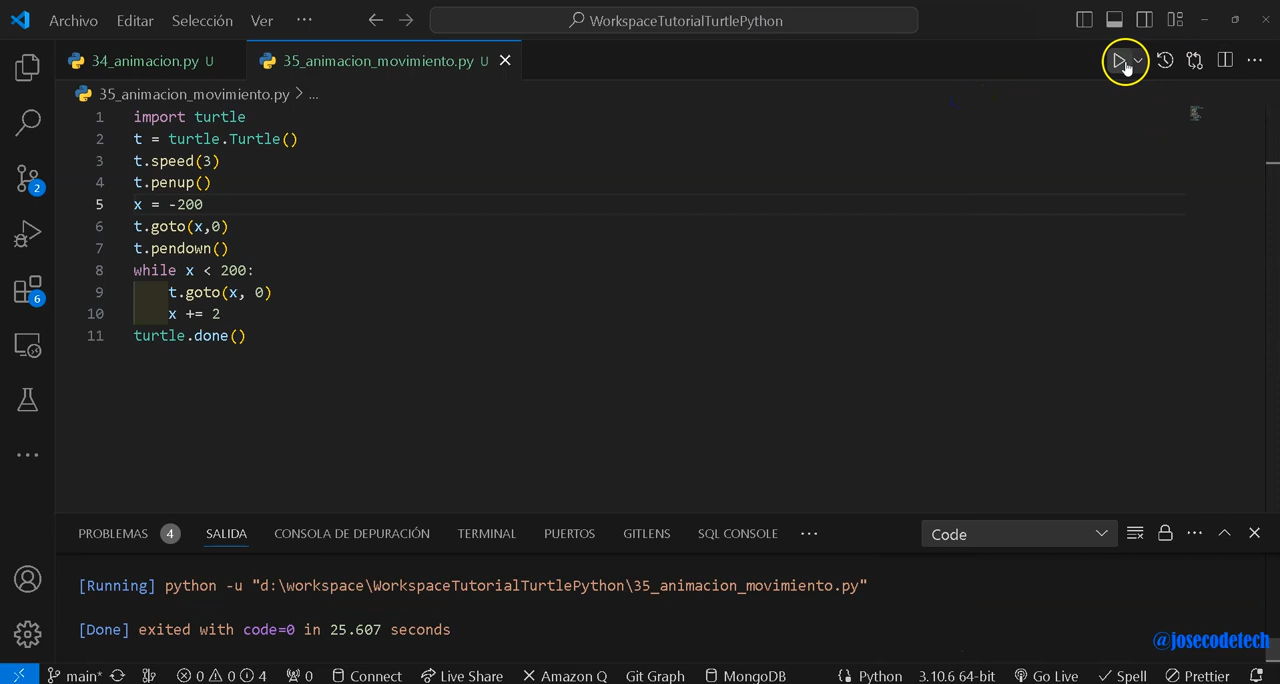 Archivo Editar Selección Ver ··· WorkspaceTutorialTurtlePython
34_animacion.py U 35_animacion_movimiento.py U
35_animacion_movimiento.py > ...
1 import turtle
2 t = turtle.Turtle()
3 t.speed(3)
4 t.penup()
5 x = -200
6 t.goto(x,0)
7 t.pendown()
8 while x < 200:
9 t.goto(x, 0)
10 x += 2
11 turtle.done()
2
6
PROBLEMAS 4 SALIDA CONSOLA DE DEPURACIÓN TERMINAL PUERTOS GITLENS SQL CONSOLE ··· Code
[Running] python -u "d:\workspace\WorkspaceTutorialTurtlePython\35_animacion_movimiento.py"
[Done] exited with code=0 in 25.607 seconds
@josecodetech
main* 0 0 4 0 Connect Live Share Amazon Q Git Graph MongoDB Python 3.10.6 64-bit Go Live Spell Prettier